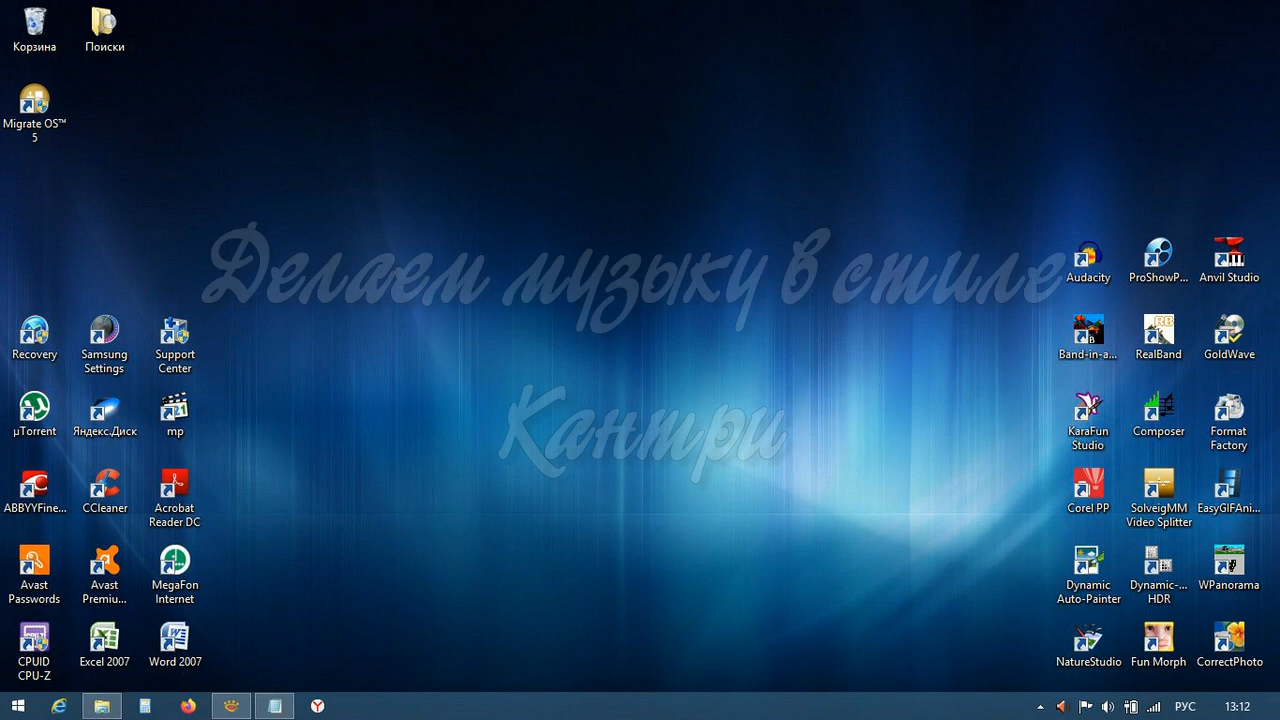 Корзина
Поиски
Migrate OS™
5
Делаем музыку в стиле
Кантри
Audacity
ProShowP...
Anvil Studio
Recovery
Samsung
Settings
Support
Center
Band-in-a...
RealBand
GoldWave
µTorrent
Яндекс.Диск
mp
KaraFun
Studio
Composer
Format
Factory
ABBYYFine...
CCleaner
Acrobat
Reader DC
Corel PP
SolveigMM
Video Splitter
EasyGIFAni...
Avast
Passwords
Avast
Premiu...
MegaFon
Internet
Dynamic
Auto-Painter
Dynamic-...
HDR
WPanorama
CPUID
CPU-Z
Excel 2007
Word 2007
NatureStudio
Fun Morph
CorrectPhoto
РУС
13:12